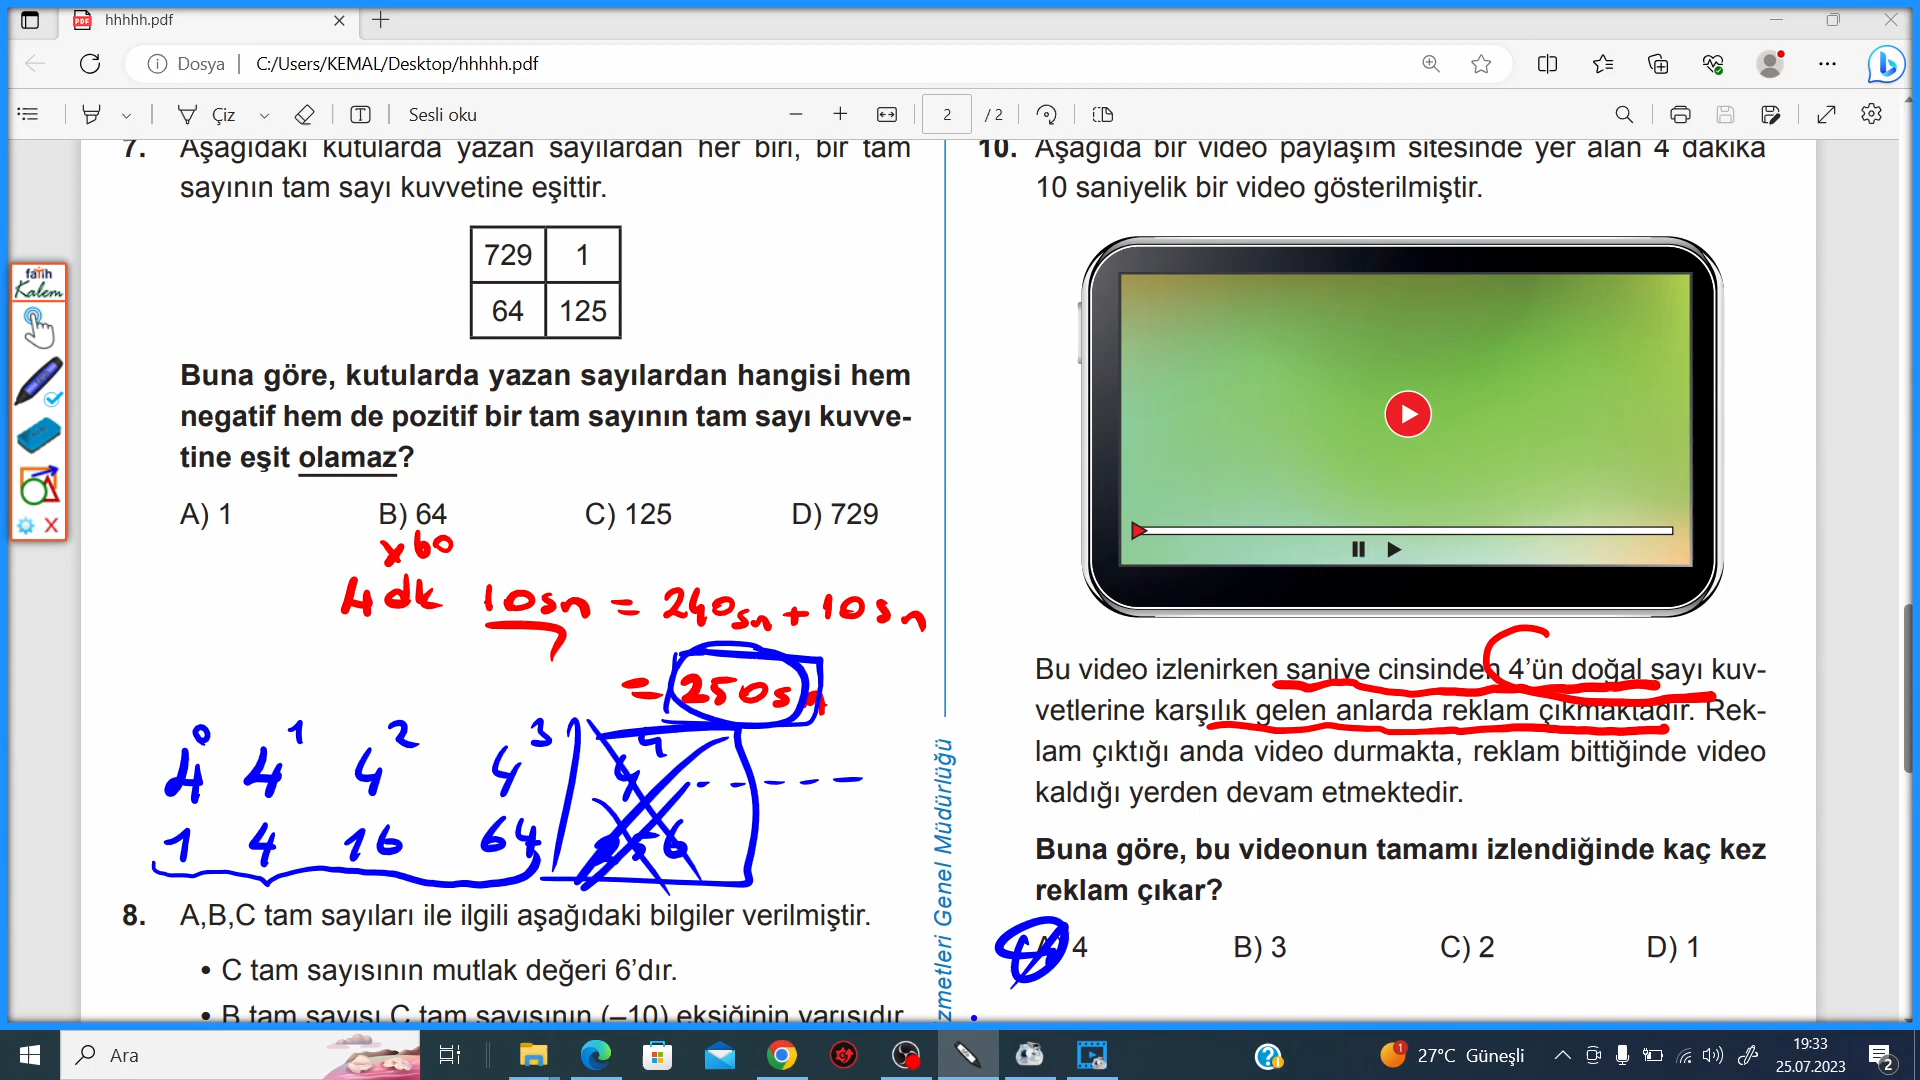 hhhhh.pdf
Dosya
C:/Users/KEMAL/Desktop/hhhhh.pdf
Çiz
Sesli oku
2
/ 2
fatih
Kalem
7. Aşağıdaki kutularda yazan sayılardan her biri, bir tam
sayının tam sayı kuvvetine eşittir.
729 1
64 125
Buna göre, kutularda yazan sayılardan hangisi hem
negatif hem de pozitif bir tam sayının tam sayı kuvve-
tine eşit olamaz?
A) 1 B) 64 C) 125 D) 729
x60
4 dk 10sn = 240sn + 10sn
= 250sn
4⁰ 4¹ 4² 4³ 4⁴
1 4 16 64 256
8. A,B,C tam sayıları ile ilgili aşağıdaki bilgiler verilmiştir.
• C tam sayısının mutlak değeri 6’dır.
• B tam sayısı C tam sayısının (–10) eksiğinin yarısıdır
zmetleri Genel Müdürlüğü
10. Aşağıda bir video paylaşım sitesinde yer alan 4 dakika
10 saniyelik bir video gösterilmiştir.
Bu video izlenirken saniye cinsinden 4’ün doğal sayı kuv-
vetlerine karşılık gelen anlarda reklam çıkmaktadır. Rek-
lam çıktığı anda video durmakta, reklam bittiğinde video
kaldığı yerden devam etmektedir.
Buna göre, bu videonun tamamı izlendiğinde kaç kez
reklam çıkar?
A) 4 B) 3 C) 2 D) 1
Ara
1
27°C Güneşli
19:33
25.07.2023
2